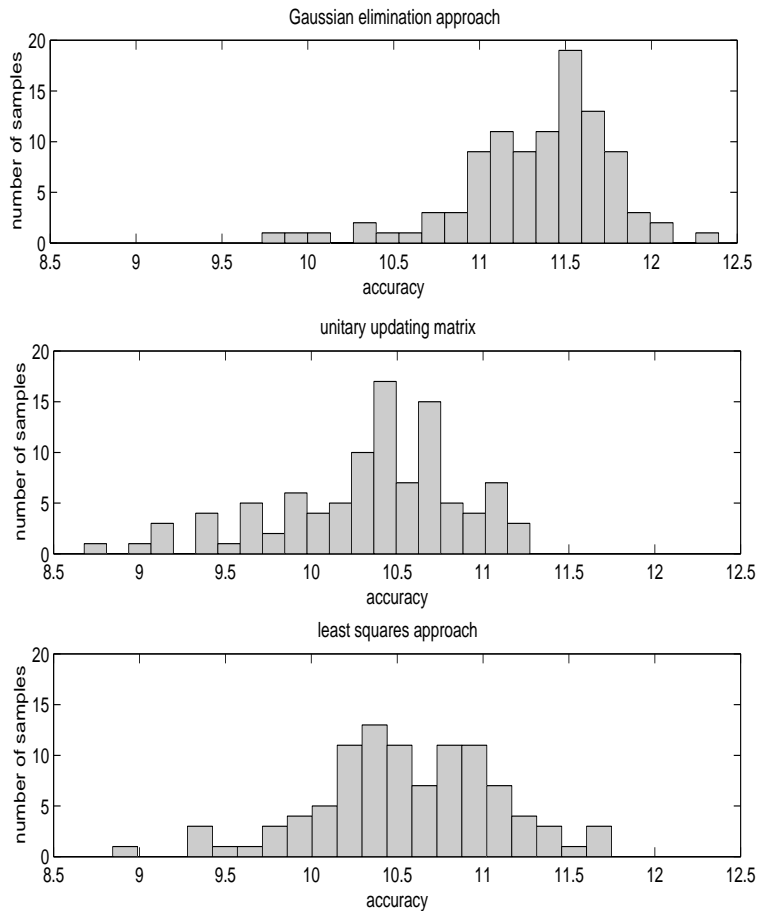 Gaussian elimination approach
20
15
10
5
0
number of samples
8.5 9 9.5 10 10.5 11 11.5 12 12.5
accuracy
unitary updating matrix
20
15
10
5
0
number of samples
8.5 9 9.5 10 10.5 11 11.5 12 12.5
accuracy
least squares approach
20
15
10
5
0
number of samples
8.5 9 9.5 10 10.5 11 11.5 12 12.5
accuracy